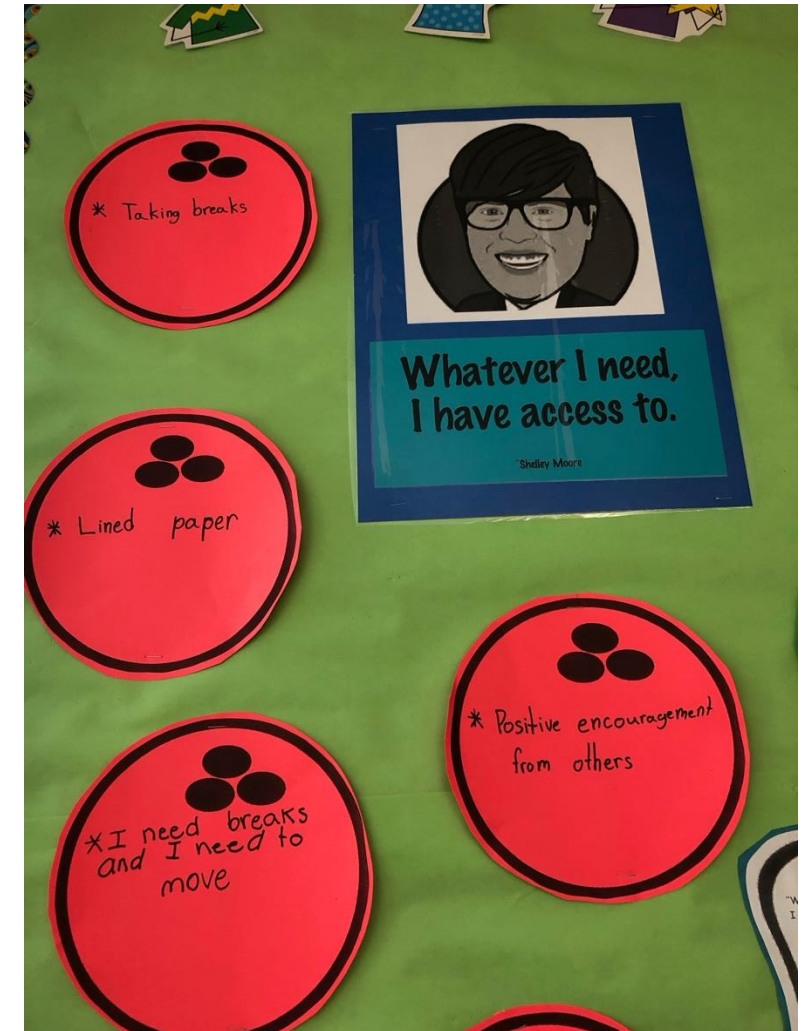 * Taking breaks
Whatever I need,
I have access to.
~Shelley Moore
* Lined paper
* Positive encouragement
from others
* I need breaks
and I need to
move
"W
I